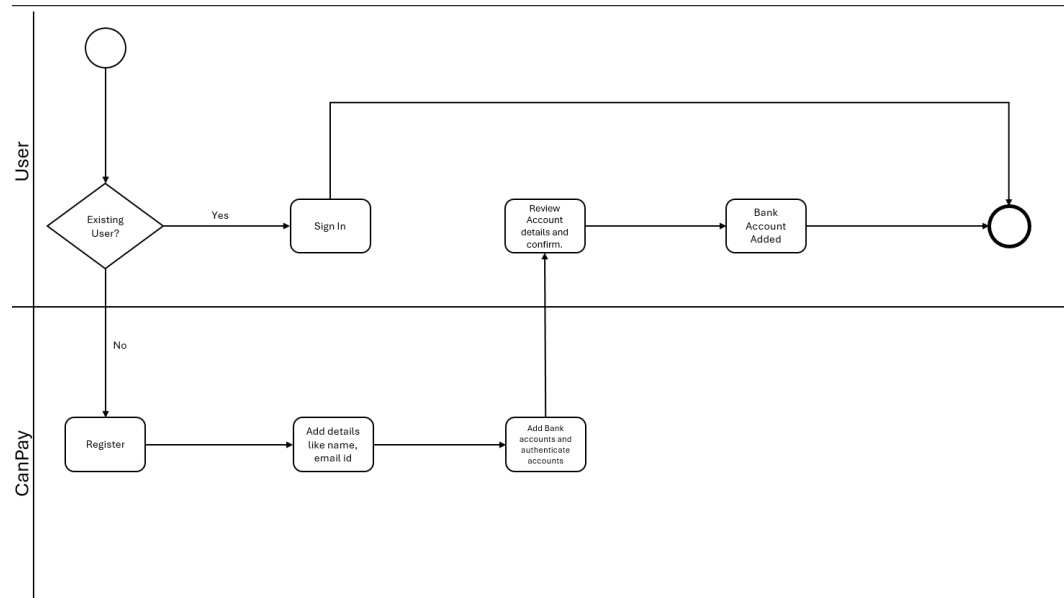 User
Existing
User?
Yes
Sign In
Review
Account
details and
confirm.
Bank
Account
Added
No
CanPay
Register
Add details
like name,
email id
Add Bank
accounts and
authenticate
accounts